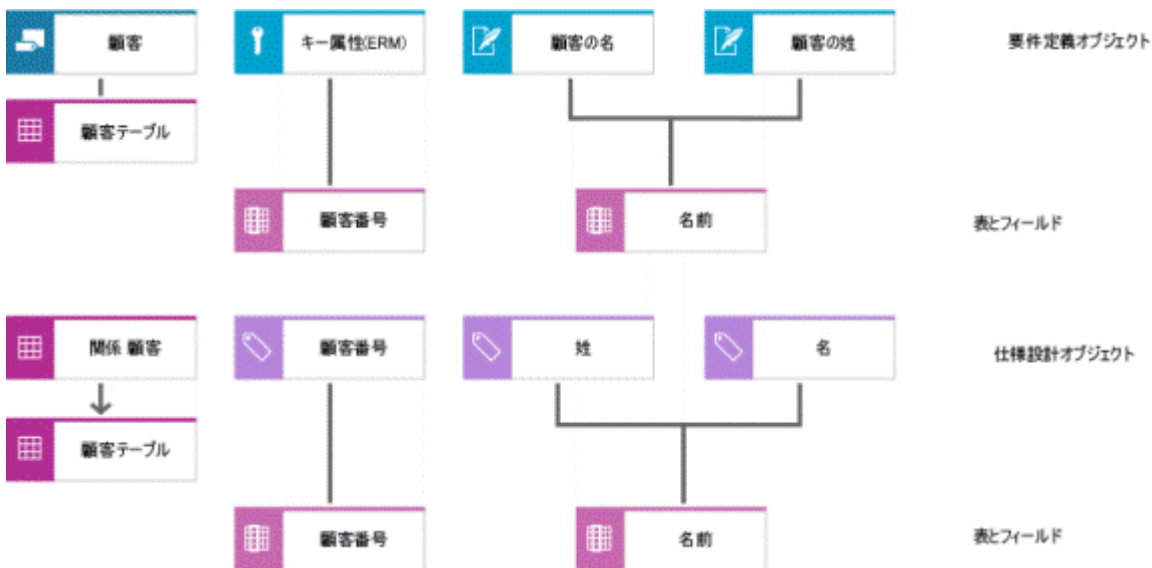 顧客
キー属性(ERM)
顧客の名
顧客の姓
要件定義オブジェクト
顧客テーブル
顧客番号
名前
表とフィールド
関係 顧客
顧客番号
姓
名
仕様設計オブジェクト
顧客テーブル
顧客番号
名前
表とフィールド